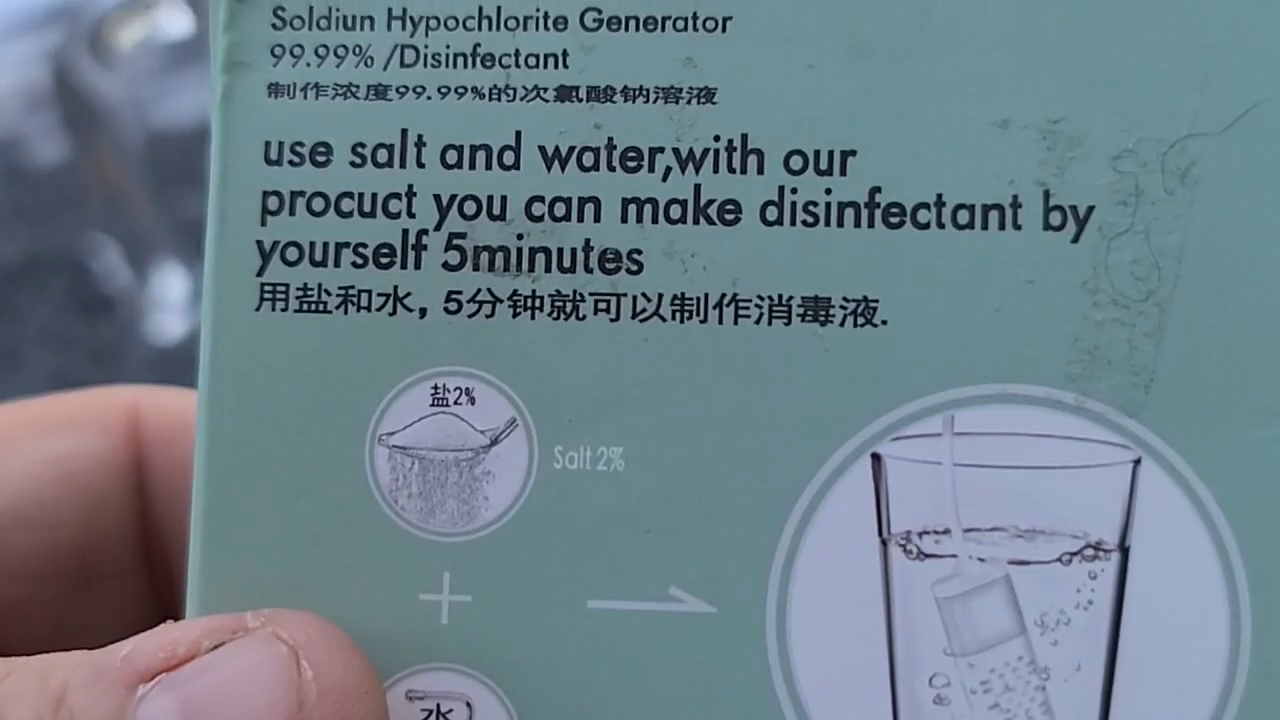 Soldiun Hypochlorite Generator
99.99% /Disinfectant
制作浓度99.99%的次氯酸钠溶液
use salt and water,with our
procuct you can make disinfectant by
yourself 5minutes
用盐和水, 5分钟就可以制作消毒液.
盐2%
Salt 2%
水